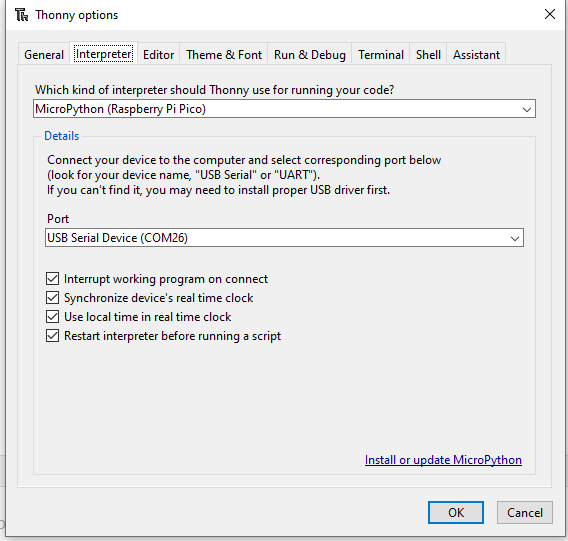 Thonny options
General Interpreter Editor Theme & Font Run & Debug Terminal Shell Assistant
Which kind of interpreter should Thonny use for running your code?
MicroPython (Raspberry Pi Pico)
Details
Connect your device to the computer and select corresponding port below
(look for your device name, "USB Serial" or "UART").
If you can't find it, you may need to install proper USB driver first.
Port
USB Serial Device (COM26)
Interrupt working program on connect
Synchronize device's real time clock
Use local time in real time clock
Restart interpreter before running a script
Install or update MicroPython
OK Cancel